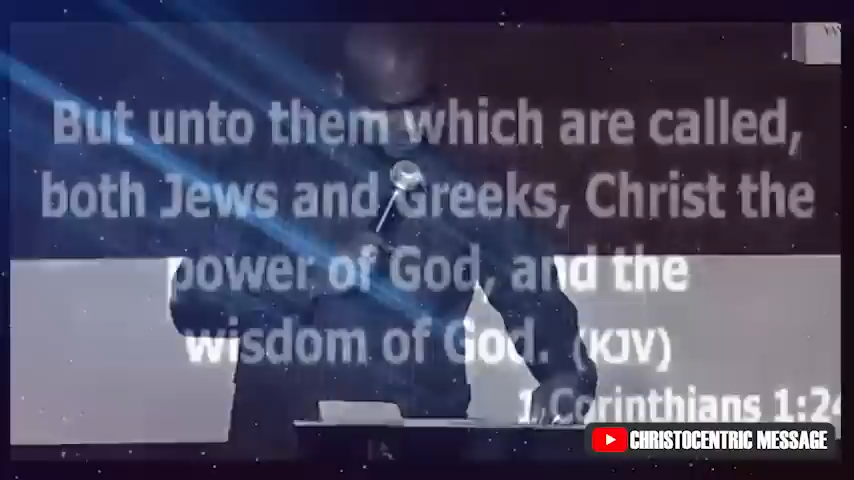 But unto them which are called,
both Jews and Greeks, Christ the
power of God, and the
wisdom of God. (KJV)
1 Corinthians 1:24
CHRISTOCENTRIC MESSAGE